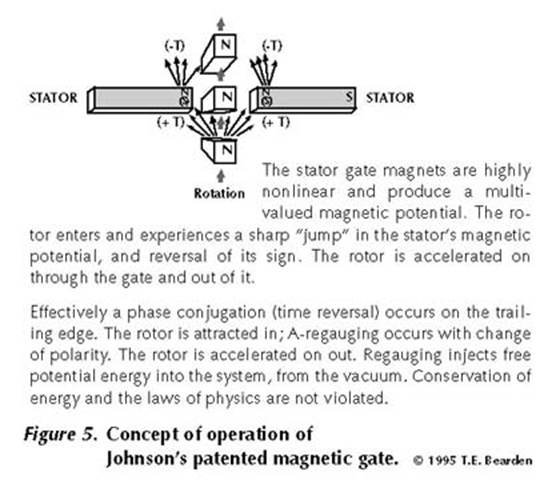 (-T) N (-T)
STATOR N N N S STATOR
(+ T) (+ T)
N
Rotation
The stator gate magnets are highly
nonlinear and produce a multi-
valued magnetic potential. The ro-
tor enters and experiences a sharp "jump" in the stator's magnetic
potential, and reversal of its sign. The rotor is accelerated on
through the gate and out of it.
Effectively a phase conjugation (time reversal) occurs on the trail-
ing edge. The rotor is attracted in; A-regauging occurs with change
of polarity. The rotor is accelerated on out. Regauging injects free
potential energy into the system, from the vacuum. Conservation of
energy and the laws of physics are not violated.
Figure 5. Concept of operation of
Johnson's patented magnetic gate. © 1995 T.E. Bearden